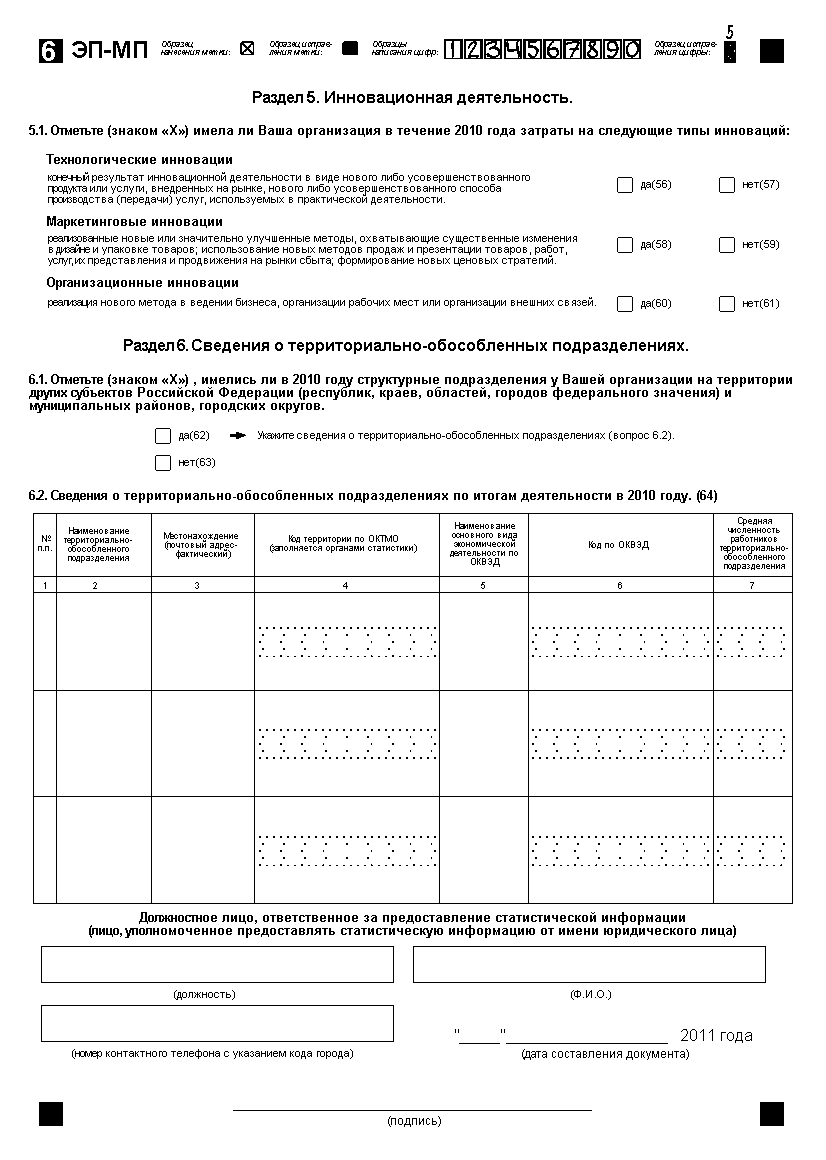 6 ЭП-МП Образец нанесения метки: Образец исправ- ления метки: Образцы написания цифр: 1234567890 Образец исправ- ления цифры: 5
Раздел 5. Инновационная деятельность.
5.1. Отметьте (знаком «Х») имела ли Ваша организация в течение 2010 года затраты на следующие типы инноваций:
Технологические инновации
конечный результат инновационной деятельности в виде нового либо усовершенствованного
продукта или услуги, внедренных на рынке, нового либо усовершенствованного способа
производства (передачи) услуг, используемых в практической деятельности.
да(56) нет(57)
Маркетинговые инновации
реализованные новые или значительно улучшенные методы, охватывающие существенные изменения
в дизайне и упаковке товаров; использование новых методов продаж и презентации товаров, работ,
услуг,их представления и продвижения на рынки сбыта; формирование новых ценовых стратегий.
да(58) нет(59)
Организационные инновации
реализация нового метода в ведении бизнеса, организации рабочих мест или организации внешних связей.
да(60) нет(61)
Раздел 6. Сведения о территориально-обособленных подразделениях.
6.1. Отметьте (знаком «Х») , имелись ли в 2010 году структурные подразделения у Вашей организации на территории
других субъектов Российской Федерации (республик, краев, областей, городов федерального значения) и
муниципальных районов, городских округов.
да(62) Укажите сведения о территориально-обособленных подразделениях (вопрос 6.2).
нет(63)
6.2. Сведения о территориально-обособленных подразделениях по итогам деятельности в 2010 году. (64)
№ п.п.
Наименование
территориально-
обособленного
подразделения
Местонахождение
(почтовый адрес-
фактический)
Код территории по ОКТМО
(заполняется органами статистики)
Наименование
основного вида
экономической
деятельности по
ОКВЭД
Код по ОКВЭД
Средняя
численность
работников
территориально-
обособленного
подразделения
1 2 3 4 5 6 7
Должностное лицо, ответственное за предоставление статистической информации
(лицо, уполномоченное предоставлять статистическую информацию от имени юридического лица)
(должность) (Ф.И.О.)
"_____"____________________ 2011 года
(номер контактного телефона с указанием кода города) (дата составления документа)
(подпись)